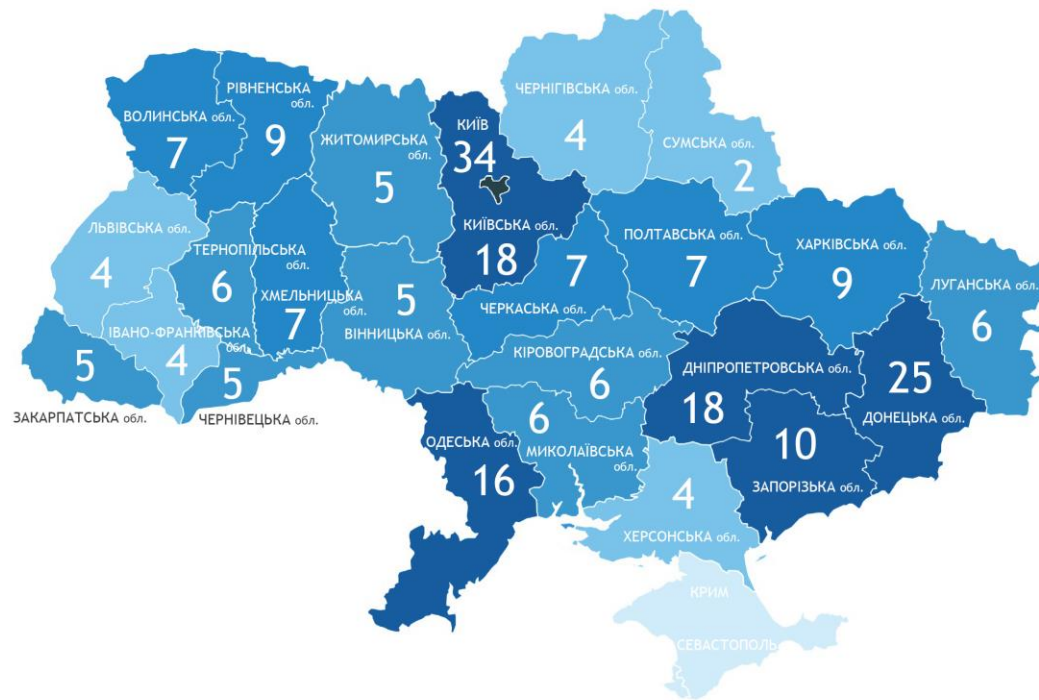 ЧЕРНІГІВСЬКА обл.
4
СУМСЬКА обл.
2
РІВНЕНСЬКА
обл.
9
ВОЛИНСЬКА обл.
7
ЖИТОМИРСЬКА
обл.
5
КИЇВ
34
КИЇВСЬКА обл.
18
ЛЬВІВСЬКА обл.
4
ТЕРНОПІЛЬСЬКА
обл.
6
ХМЕЛЬНИЦЬКА
обл.
7
5
ВІННИЦЬКА обл.
7
ЧЕРКАСЬКА обл.
ПОЛТАВСЬКА обл.
7
ХАРКІВСЬКА обл.
9
ЛУГАНСЬКА обл.
6
ІВАНО-ФРАНКІВСЬКА
обл.
4
5
ЗАКАРПАТСЬКА обл.
5
ЧЕРНІВЕЦЬКА обл.
КІРОВОГРАДСЬКА обл.
6
ДНІПРОПЕТРОВСЬКА обл.
18
25
ДОНЕЦЬКА обл.
ОДЕСЬКА обл.
16
6
МИКОЛАЇВСЬКА
обл.
10
ЗАПОРІЗЬКА обл.
4
ХЕРСОНСЬКА обл.
КРИМ
СЕВАСТОПОЛЬ